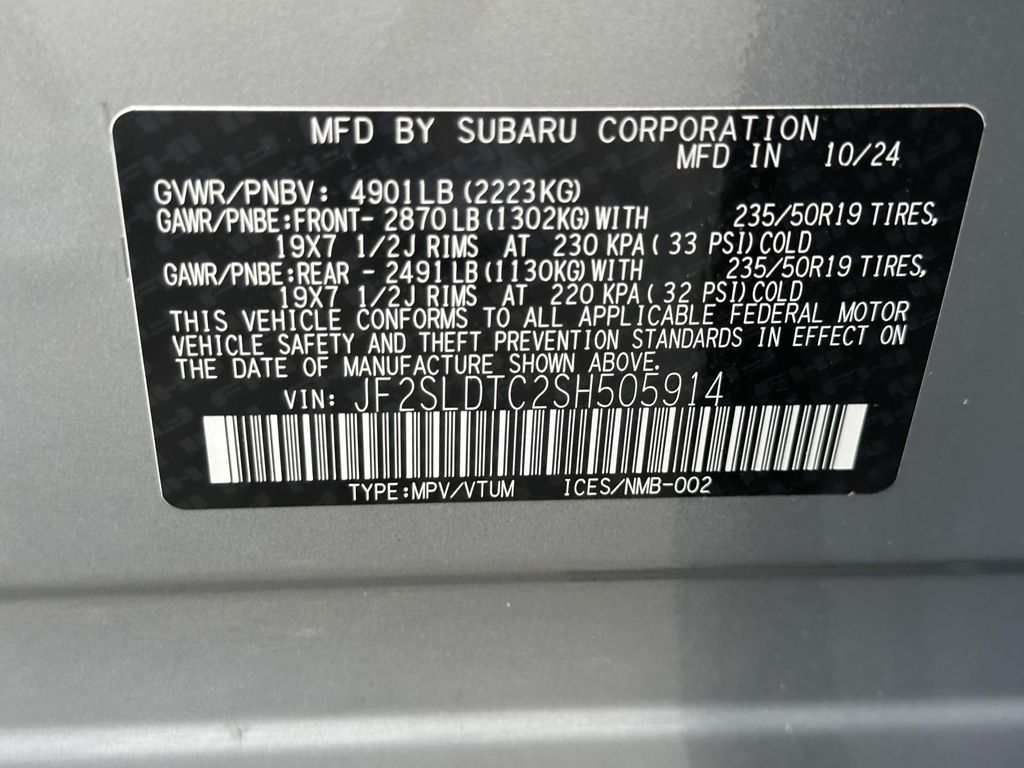 MFD BY SUBARU CORPORATION
MFD IN 10/24
GVWR/PNBV: 4901LB (2223KG)
GAWR/PNBE:FRONT- 2870LB (1302KG) WITH 235/50R19 TIRES,
19X7 1/2J RIMS AT 230 KPA ( 33 PSI) COLD
GAWR/PNBE:REAR - 2491LB (1130KG) WITH 235/50R19 TIRES,
19X7 1/2J RIMS AT 220 KPA ( 32 PSI) COLD
THIS VEHICLE CONFORMS TO ALL APPLICABLE FEDERAL MOTOR
VEHICLE SAFETY AND THEFT PREVENTION STANDARDS IN EFFECT ON
THE DATE OF MANUFACTURE SHOWN ABOVE.
VIN: JF2SLDTC2SH505914
TYPE:MPV/VTUM ICES/NMB-002